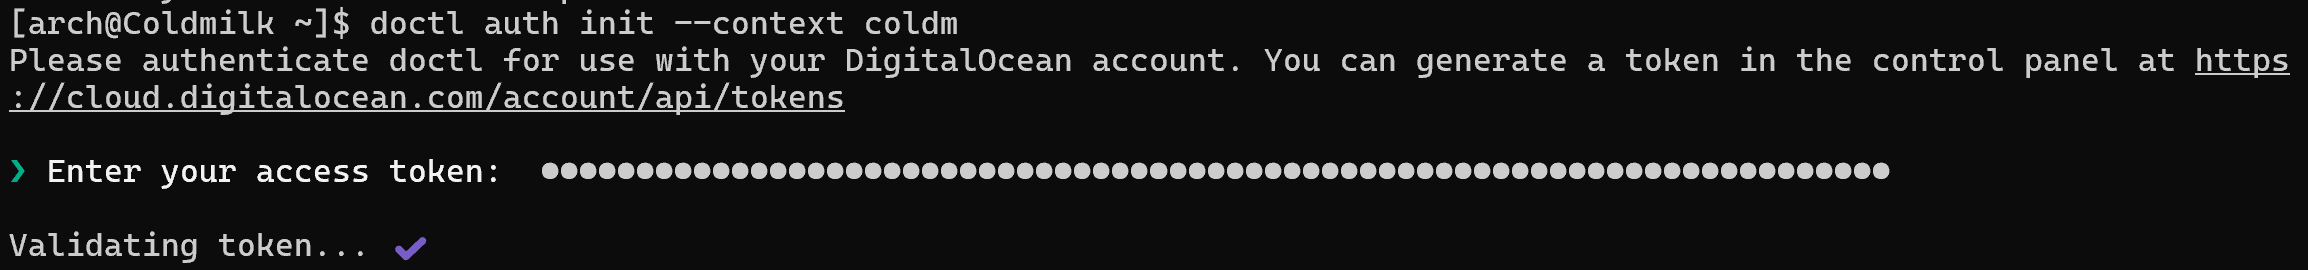 [arch@Coldmilk ~]$ doctl auth init --context coldm
Please authenticate doctl for use with your DigitalOcean account. You can generate a token in the control panel at https
://cloud.digitalocean.com/account/api/tokens
❯ Enter your access token: ●●●●●●●●●●●●●●●●●●●●●●●●●●●●●●●●●●●●●●●●●●●●●●●●●●●●●●●●●●●●●●●●●●●●●●●
Validating token... ✔